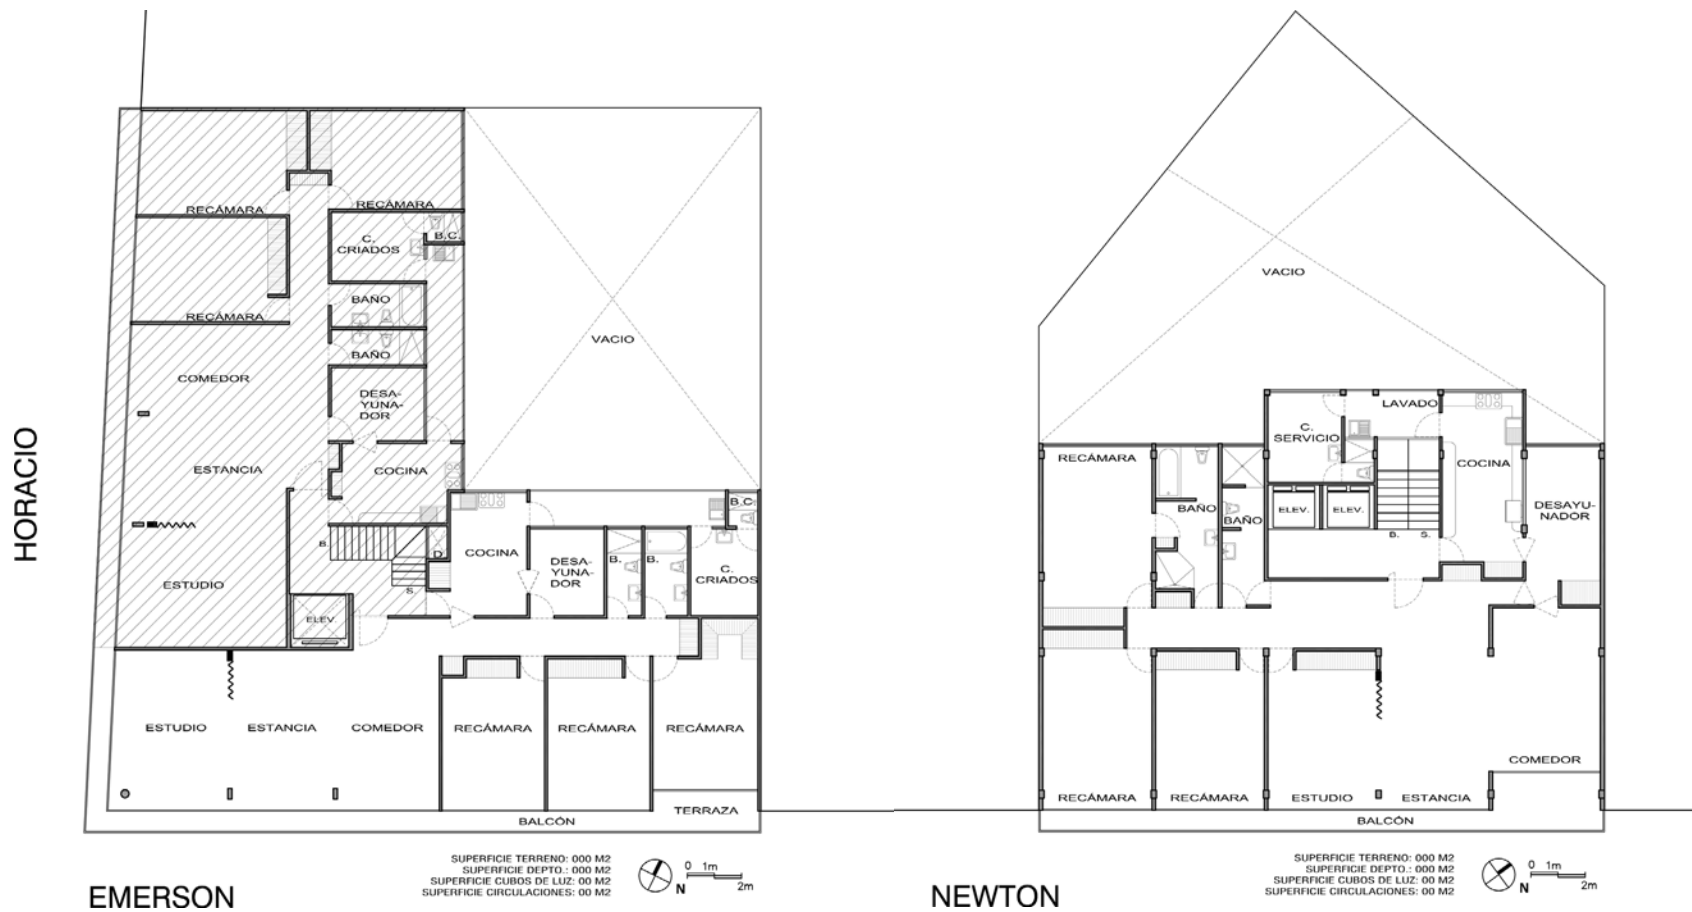 RECÁMARA
RECÁMARA
C.
CRIADOS
B.C.
BAÑO
RECÁMARA
BAÑO
COMEDOR
DESA-
YUNA-
DOR
ESTANCIA
COCINA
ESTUDIO
B.
S.
D
ELEV
VACIO
HORACIO
COCINA
DESA-
YUNA-
DOR
B.
B.
B.C.
C.
CRIADOS
ESTUDIO
ESTANCIA
COMEDOR
RECÁMARA
RECÁMARA
RECÁMARA
TERRAZA
BALCÓN
SUPERFICIE TERRENO: 000 M2
SUPERFICIE DEPTO.: 000 M2
SUPERFICIE CUBOS DE LUZ: 00 M2
SUPERFICIE CIRCULACIONES: 00 M2
N
0 1m
2m
EMERSON
VACIO
LAVADO
C.
SERVICIO
RECÁMARA
COCINA
BAÑO
BAÑO
ELEV.
ELEV.
DESAYU-
NADOR
B.
S.
COMEDOR
RECÁMARA
RECÁMARA
ESTUDIO
ESTANCIA
BALCÓN
SUPERFICIE TERRENO: 000 M2
SUPERFICIE DEPTO.: 000 M2
SUPERFICIE CUBOS DE LUZ: 00 M2
SUPERFICIE CIRCULACIONES: 00 M2
N
0 1m
2m
NEWTON